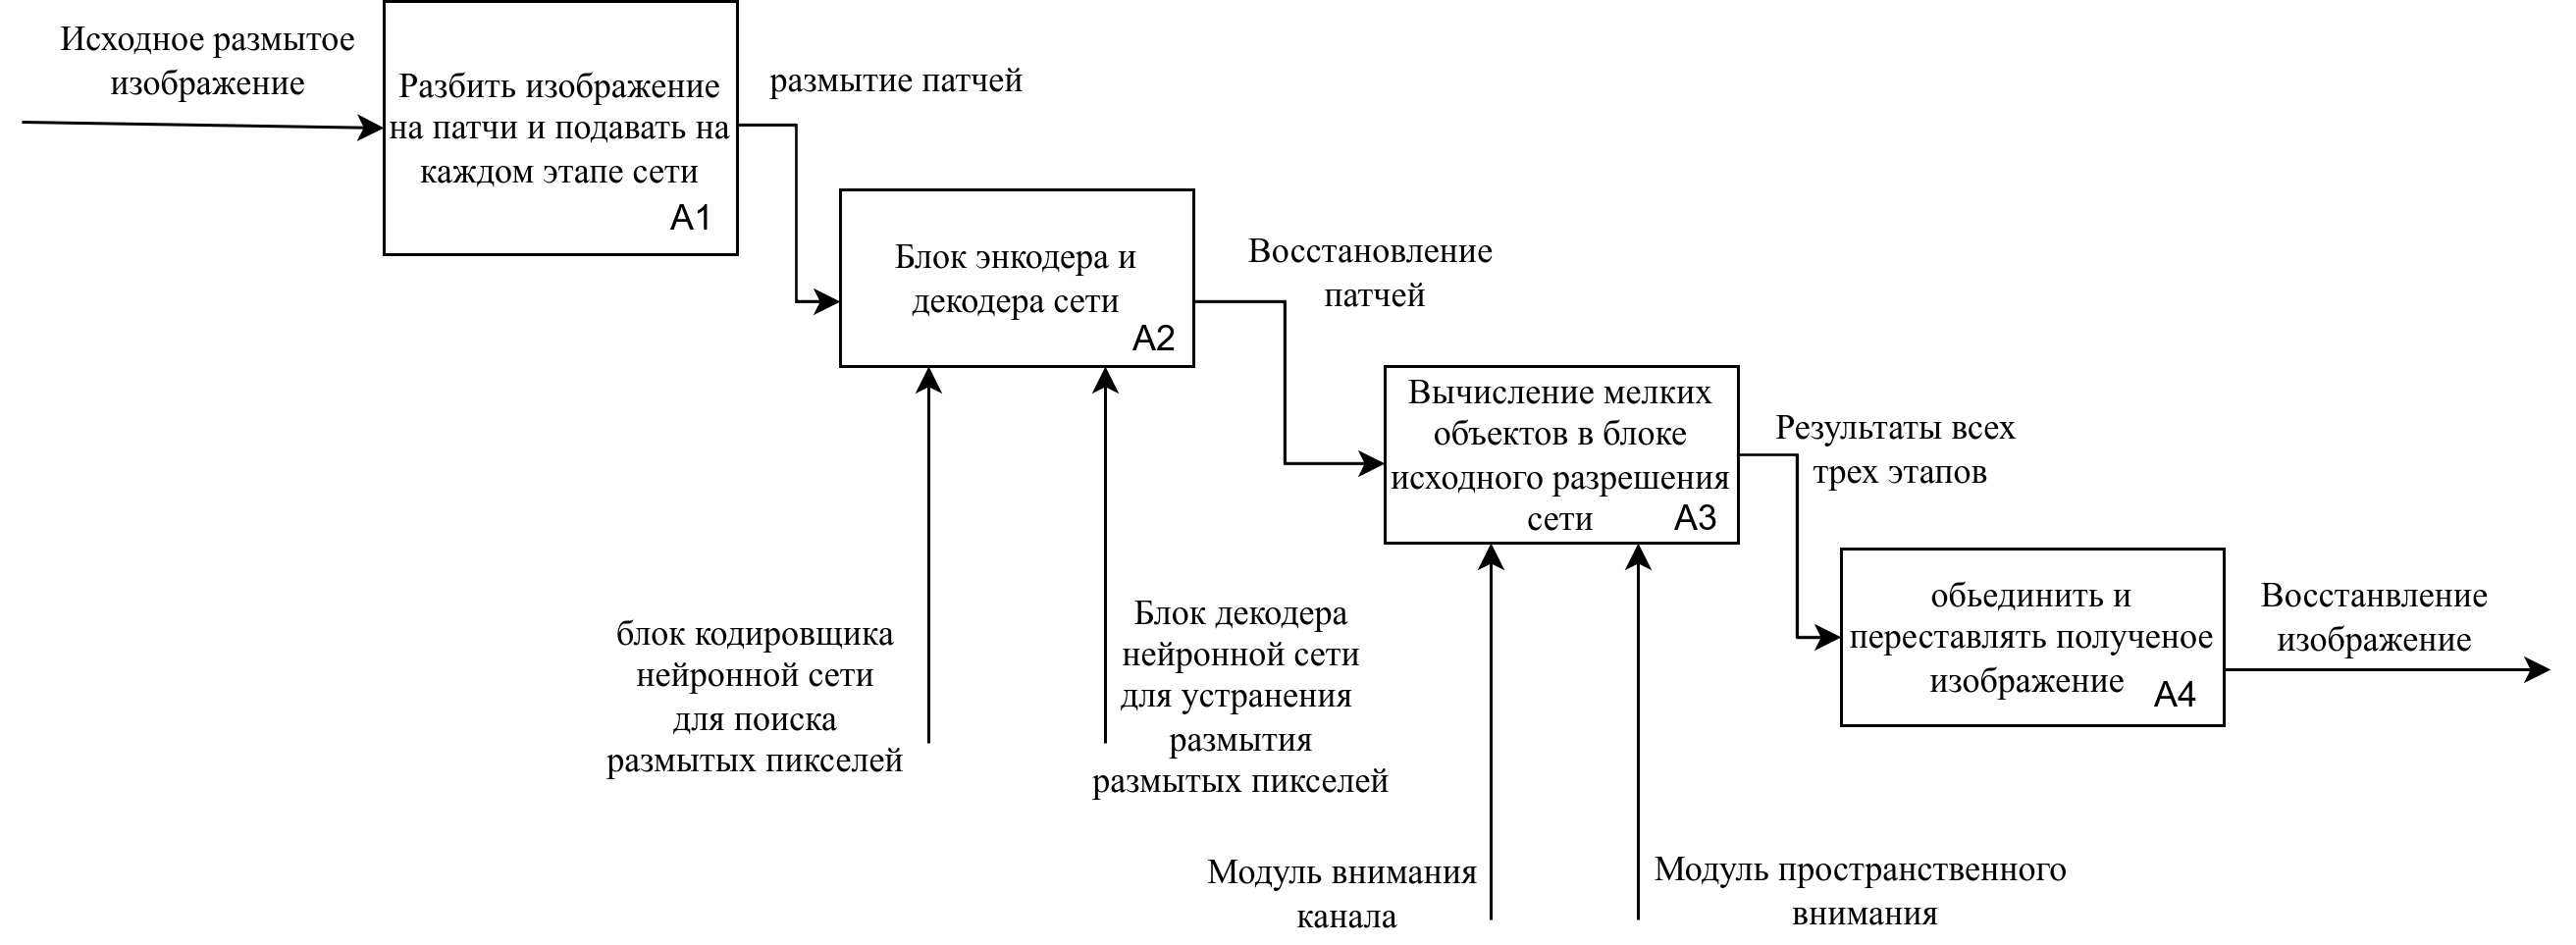 Исходное размытое
изображение
Разбить изображение
на патчи и подавать на
каждом этапе сети
A1
размытие патчей
Блок энкодера и
декодера сети
A2
Восстановление
патчей
Вычисление мелких
объектов в блоке
исходного разрешения
сети
A3
Результаты всех
трех этапов
обьединить и
переставлять полученое
изображение
A4
Восстанвление
изображение
блок кодировщика
нейронной сети
для поиска
размытых пикселей
Блок декодера
нейронной сети
для устранения
размытия
размытых пикселей
Модуль внимания
канала
Модуль пространственного
внимания